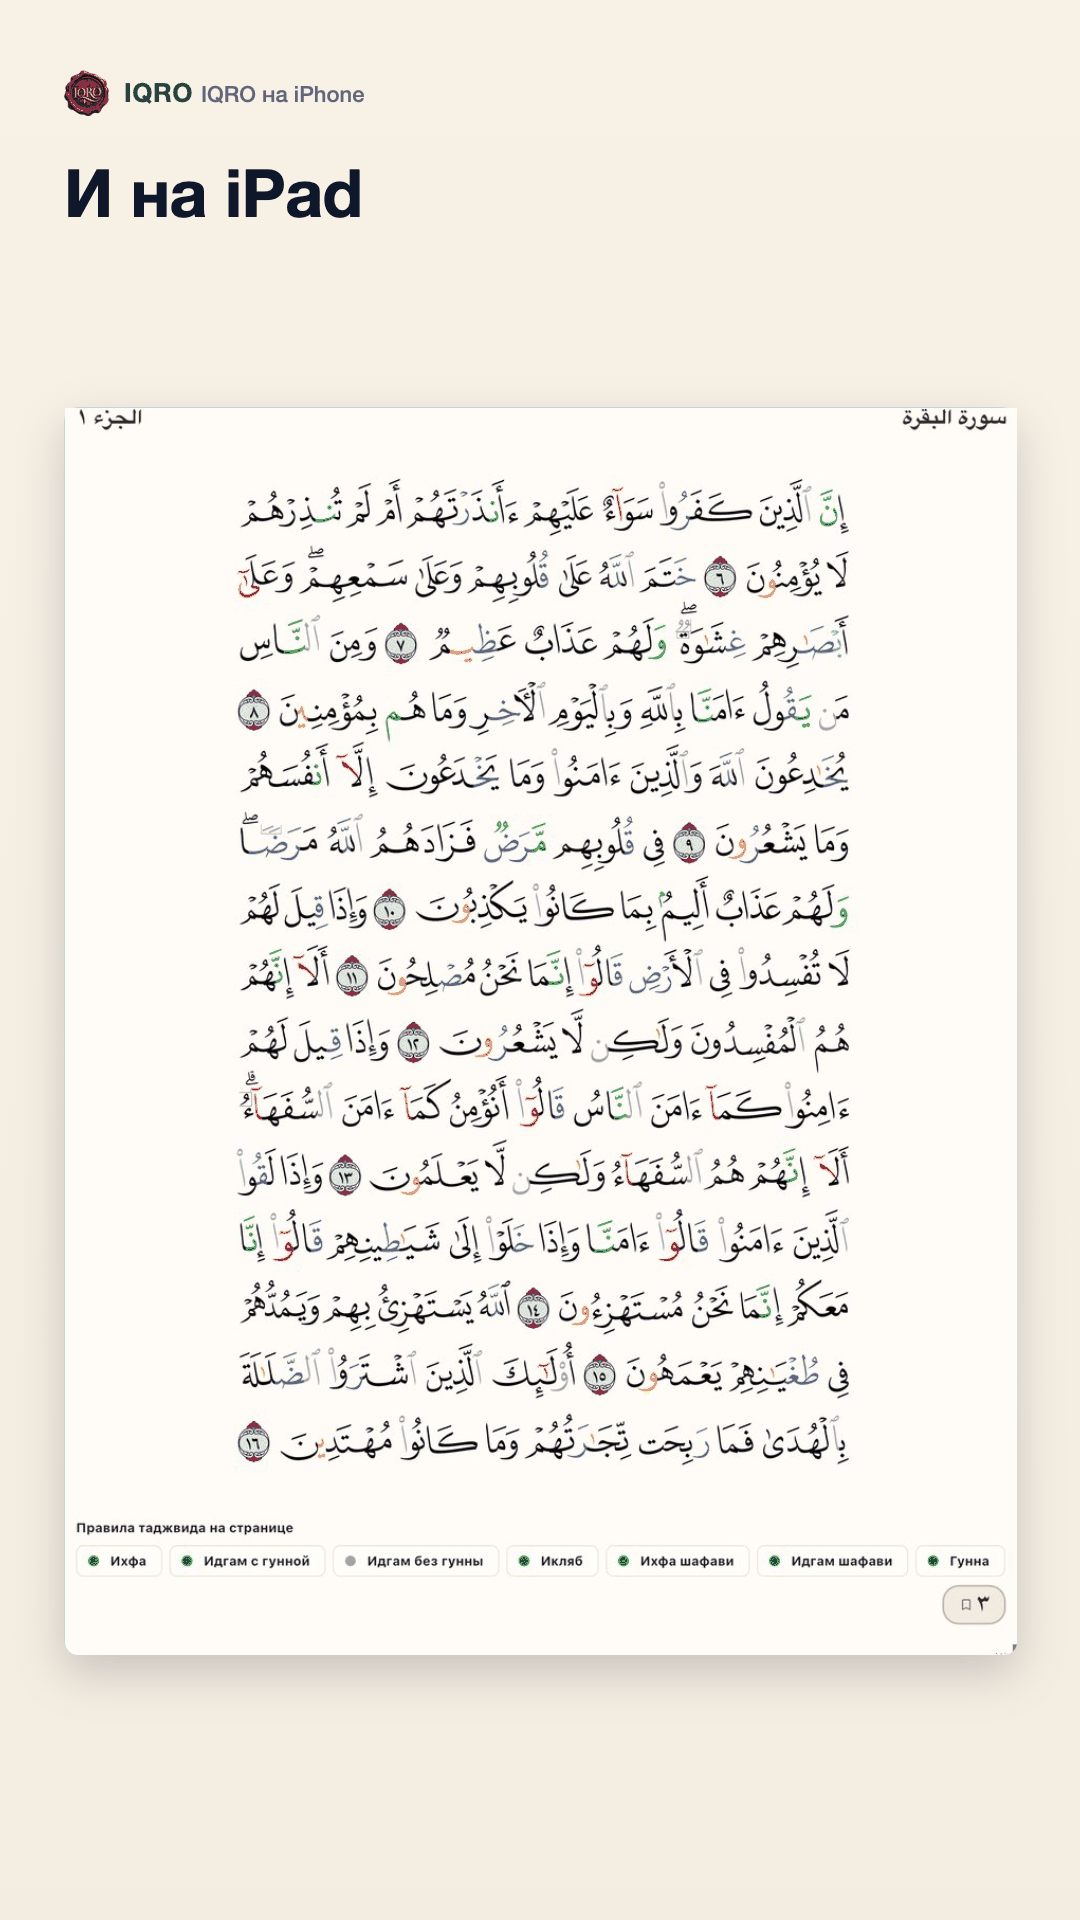 IQRO IQRO на iPhone
И на iPad
سورة البقرة
الجزء ١
إِنَّ ٱلَّذِينَ كَفَرُوا۟ سَوَآءٌ عَلَيْهِمْ ءَأَنذَرْتَهُمْ أَمْ لَمْ تُنذِرْهُمْ
لَا يُؤْمِنُونَ ٦ خَتَمَ ٱللَّهُ عَلَىٰ قُلُوبِهِمْ وَعَلَىٰ سَمْعِهِمْ ۖ وَعَلَىٰٓ
أَبْصَـٰرِهِمْ غِشَـٰوَةٌ ۖ وَلَهُمْ عَذَابٌ عَظِيمٌ ٧ وَمِنَ ٱلنَّاسِ
مَن يَقُولُ ءَامَنَّا بِٱللَّهِ وَبِٱلْيَوْمِ ٱلْـَٔاخِرِ وَمَا هُم بِمُؤْمِنِينَ ٨
يُخَـٰدِعُونَ ٱللَّهَ وَٱلَّذِينَ ءَامَنُوا۟ وَمَا يَخْدَعُونَ إِلَّآ أَنفُسَهُمْ
وَمَا يَشْعُرُونَ ٩ فِى قُلُوبِهِم مَّرَضٌ فَزَادَهُمُ ٱللَّهُ مَرَضًا ۖ
وَلَهُمْ عَذَابٌ أَلِيمٌۢ بِمَا كَانُوا۟ يَكْذِبُونَ ١٠ وَإِذَا قِيلَ لَهُمْ
لَا تُفْسِدُوا۟ فِى ٱلْأَرْضِ قَالُوٓا۟ إِنَّمَا نَحْنُ مُصْلِحُونَ ١١ أَلَآ إِنَّهُمْ
هُمُ ٱلْمُفْسِدُونَ وَلَـٰكِن لَّا يَشْعُرُونَ ١٢ وَإِذَا قِيلَ لَهُمْ
ءَامِنُوا۟ كَمَآ ءَامَنَ ٱلنَّاسُ قَالُوٓا۟ أَنُؤْمِنُ كَمَآ ءَامَنَ ٱلسُّفَهَآءُ ۗ
أَلَآ إِنَّهُمْ هُمُ ٱلسُّفَهَآءُ وَلَـٰكِن لَّا يَعْلَمُونَ ١٣ وَإِذَا لَقُوا۟
ٱلَّذِينَ ءَامَنُوا۟ قَالُوٓا۟ ءَامَنَّا وَإِذَا خَلَوْا۟ إِلَىٰ شَيَـٰطِينِهِمْ قَالُوٓا۟ إِنَّا
مَعَكُمْ إِنَّمَا نَحْنُ مُسْتَهْزِءُونَ ١٤ ٱللَّهُ يَسْتَهْزِئُ بِهِمْ وَيَمُدُّهُمْ
فِى طُغْيَـٰنِهِمْ يَعْمَهُونَ ١٥ أُو۟لَـٰٓئِكَ ٱلَّذِينَ ٱشْتَرَوُا۟ ٱلضَّلَـٰلَةَ
بِٱلْهُدَىٰ فَمَا رَبِحَت تِّجَـٰرَتُهُمْ وَمَا كَانُوا۟ مُهْتَدِينَ ١٦
Правила таджвида на странице
Ихфа Идгам с гунной Идгам без гунны Икляб Ихфа шафави Идгам шафави Гунна
٣